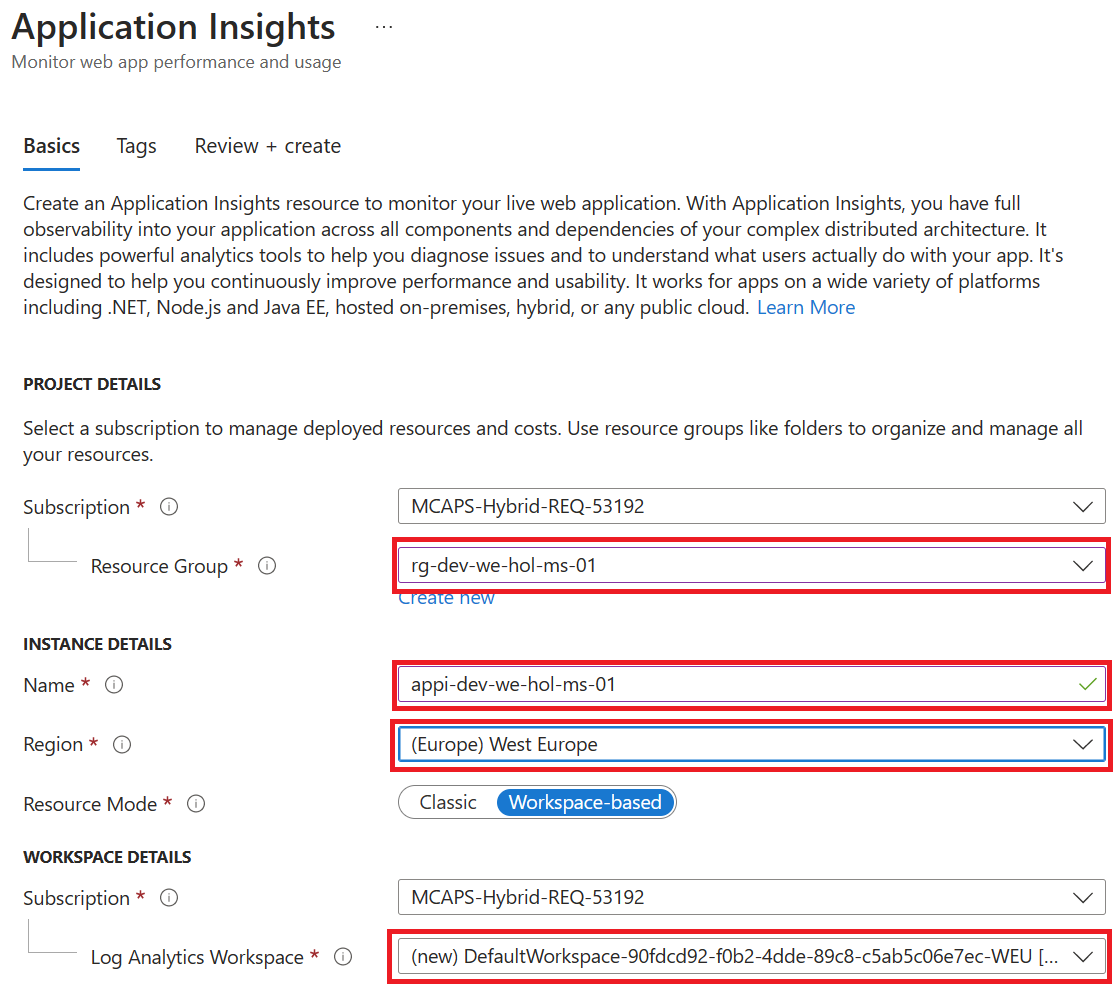 Application Insights ...
Monitor web app performance and usage
Basics Tags Review + create
Create an Application Insights resource to monitor your live web application. With Application Insights, you have full
observability into your application across all components and dependencies of your complex distributed architecture. It
includes powerful analytics tools to help you diagnose issues and to understand what users actually do with your app. It's
designed to help you continuously improve performance and usability. It works for apps on a wide variety of platforms
including .NET, Node.js and Java EE, hosted on-premises, hybrid, or any public cloud. Learn More
PROJECT DETAILS
Select a subscription to manage deployed resources and costs. Use resource groups like folders to organize and manage all
your resources.
Subscription * MCAPS-Hybrid-REQ-53192
Resource Group * rg-dev-we-hol-ms-01
Create new
INSTANCE DETAILS
Name * appi-dev-we-hol-ms-01
Region * (Europe) West Europe
Resource Mode * Classic Workspace-based
WORKSPACE DETAILS
Subscription * MCAPS-Hybrid-REQ-53192
Log Analytics Workspace * (new) DefaultWorkspace-90fdcd92-f0b2-4dde-89c8-c5ab5c06e7ec-WEU [...